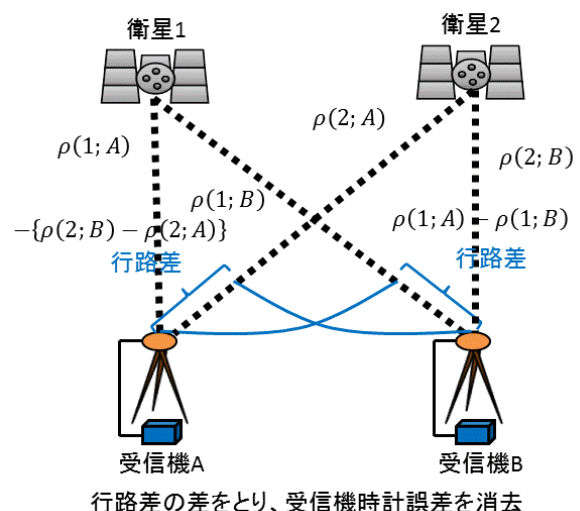 衛星1
衛星2
ρ(1;A)
ρ(2;A)
ρ(2;B)
ρ(1;B)
−{ρ(2;B) − ρ(2;A)}
ρ(1;A) − ρ(1;B)
行路差
行路差
受信機A
受信機B
行路差の差をとり、受信機時計誤差を消去